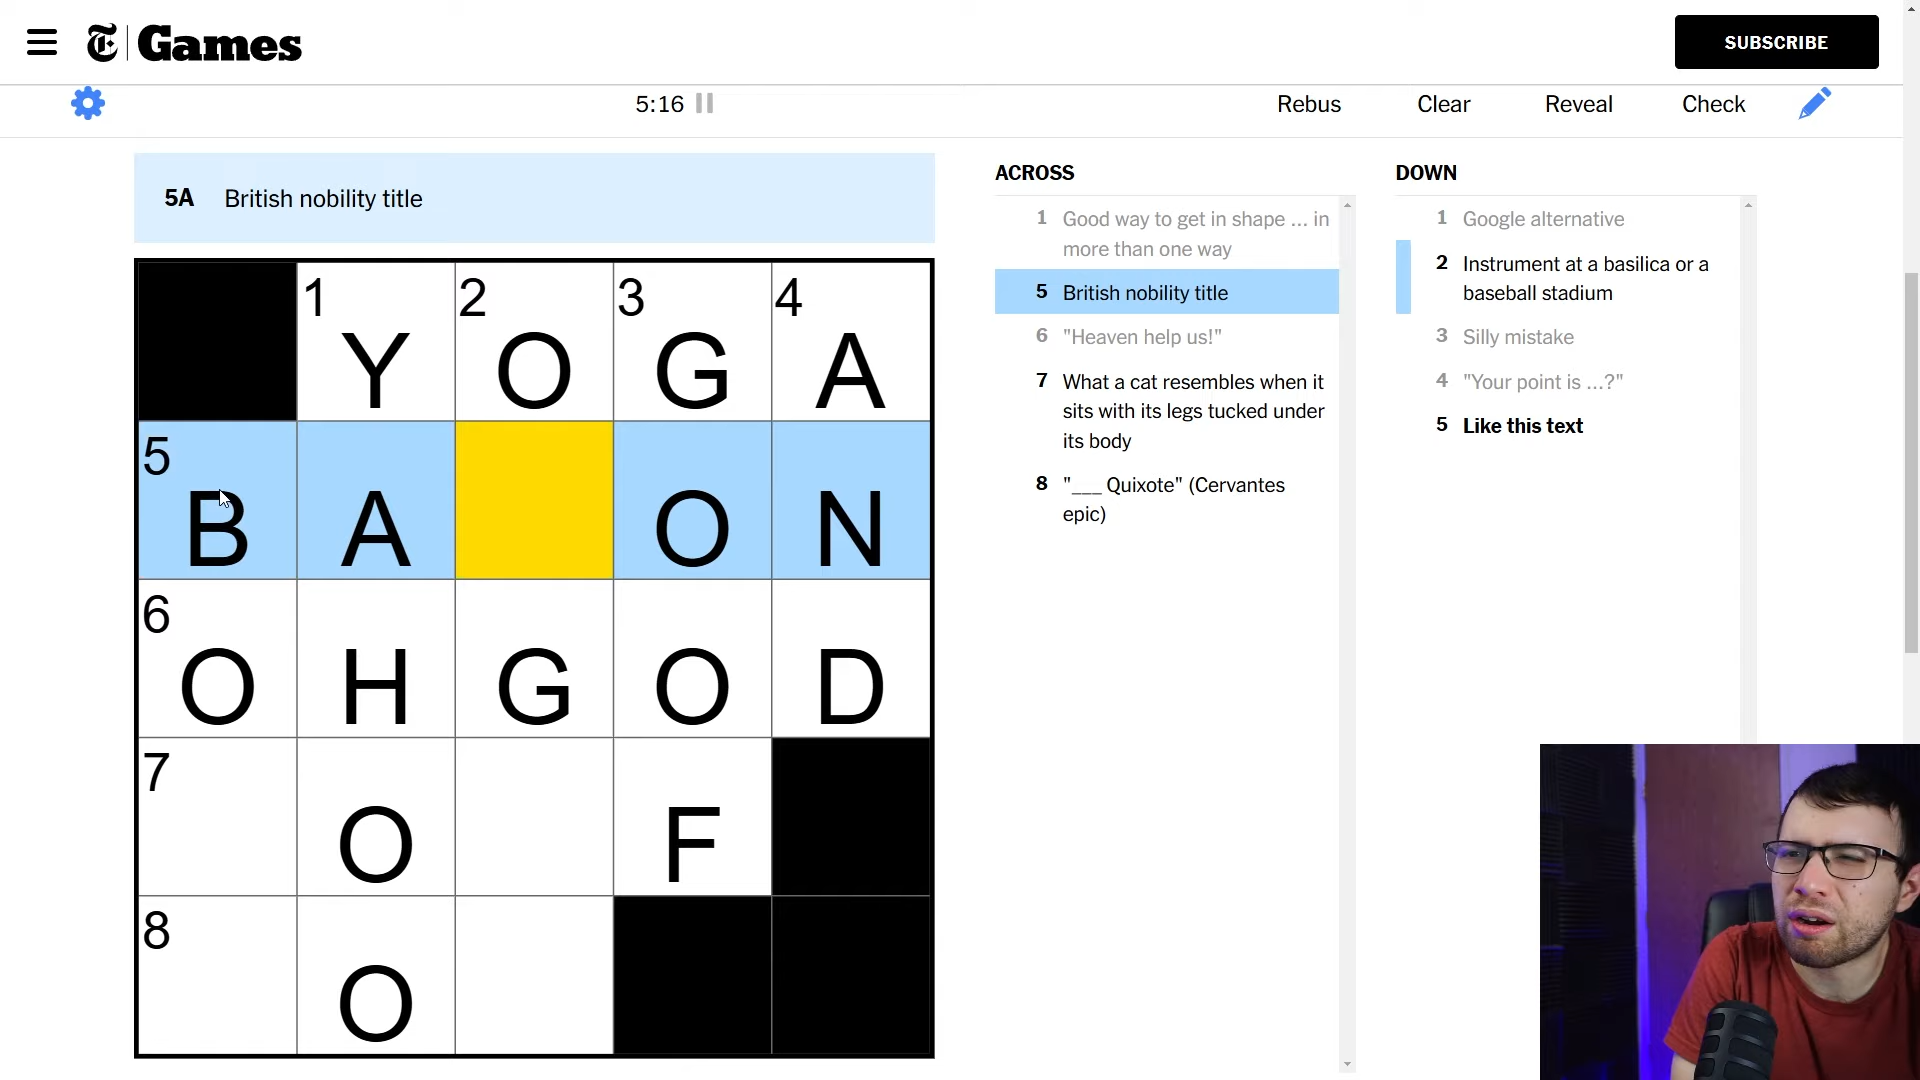 T Games
SUBSCRIBE
5:16
Rebus
Clear
Reveal
Check
5A British nobility title
1 Y
2 O
3 G
4 A
5 B
A
O
N
6 O
H
G
O
D
7
O
F
8
O
ACROSS
1 Good way to get in shape ... in
more than one way
5 British nobility title
6 "Heaven help us!"
7 What a cat resembles when it
sits with its legs tucked under
its body
8 "___ Quixote" (Cervantes
epic)
DOWN
1 Google alternative
2 Instrument at a basilica or a
baseball stadium
3 Silly mistake
4 "Your point is ...?"
5 Like this text